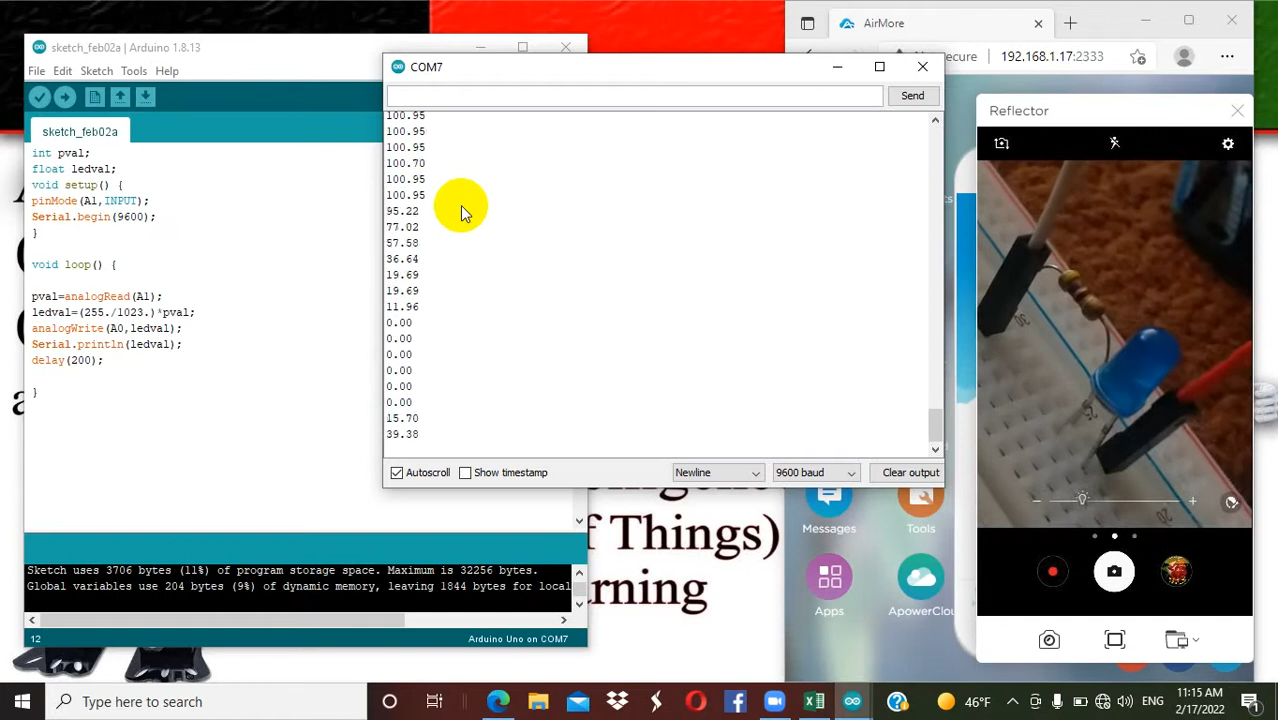 sketch_feb02a | Arduino 1.8.13
File Edit Sketch Tools Help
sketch_feb02a
int pval;
float ledval;
void setup() {
pinMode(A1,INPUT);
Serial.begin(9600);
}
void loop() {
pval=analogRead(A1);
ledval=(255./1023.)*pval;
analogWrite(A0,ledval);
Serial.println(ledval);
delay(200);
}
Sketch uses 3706 bytes (11%) of program storage space. Maximum is 32256 bytes.
Global variables use 204 bytes (9%) of dynamic memory, leaving 1844 bytes for local
12
Arduino Uno on COM7
COM7
Send
100.95
100.95
100.95
100.70
100.95
100.95
95.22
77.02
57.58
36.64
19.69
19.69
11.96
0.00
0.00
0.00
0.00
0.00
0.00
15.70
39.38
Autoscroll
Show timestamp
Newline
9600 baud
Clear output
f Things)
arning
AirMore
192.168.1.17:2333
Messages
Tools
Apps
ApowerClou
Reflector
30
20
Type here to search
46°F
ENG
11:15 AM
2/17/2022
1